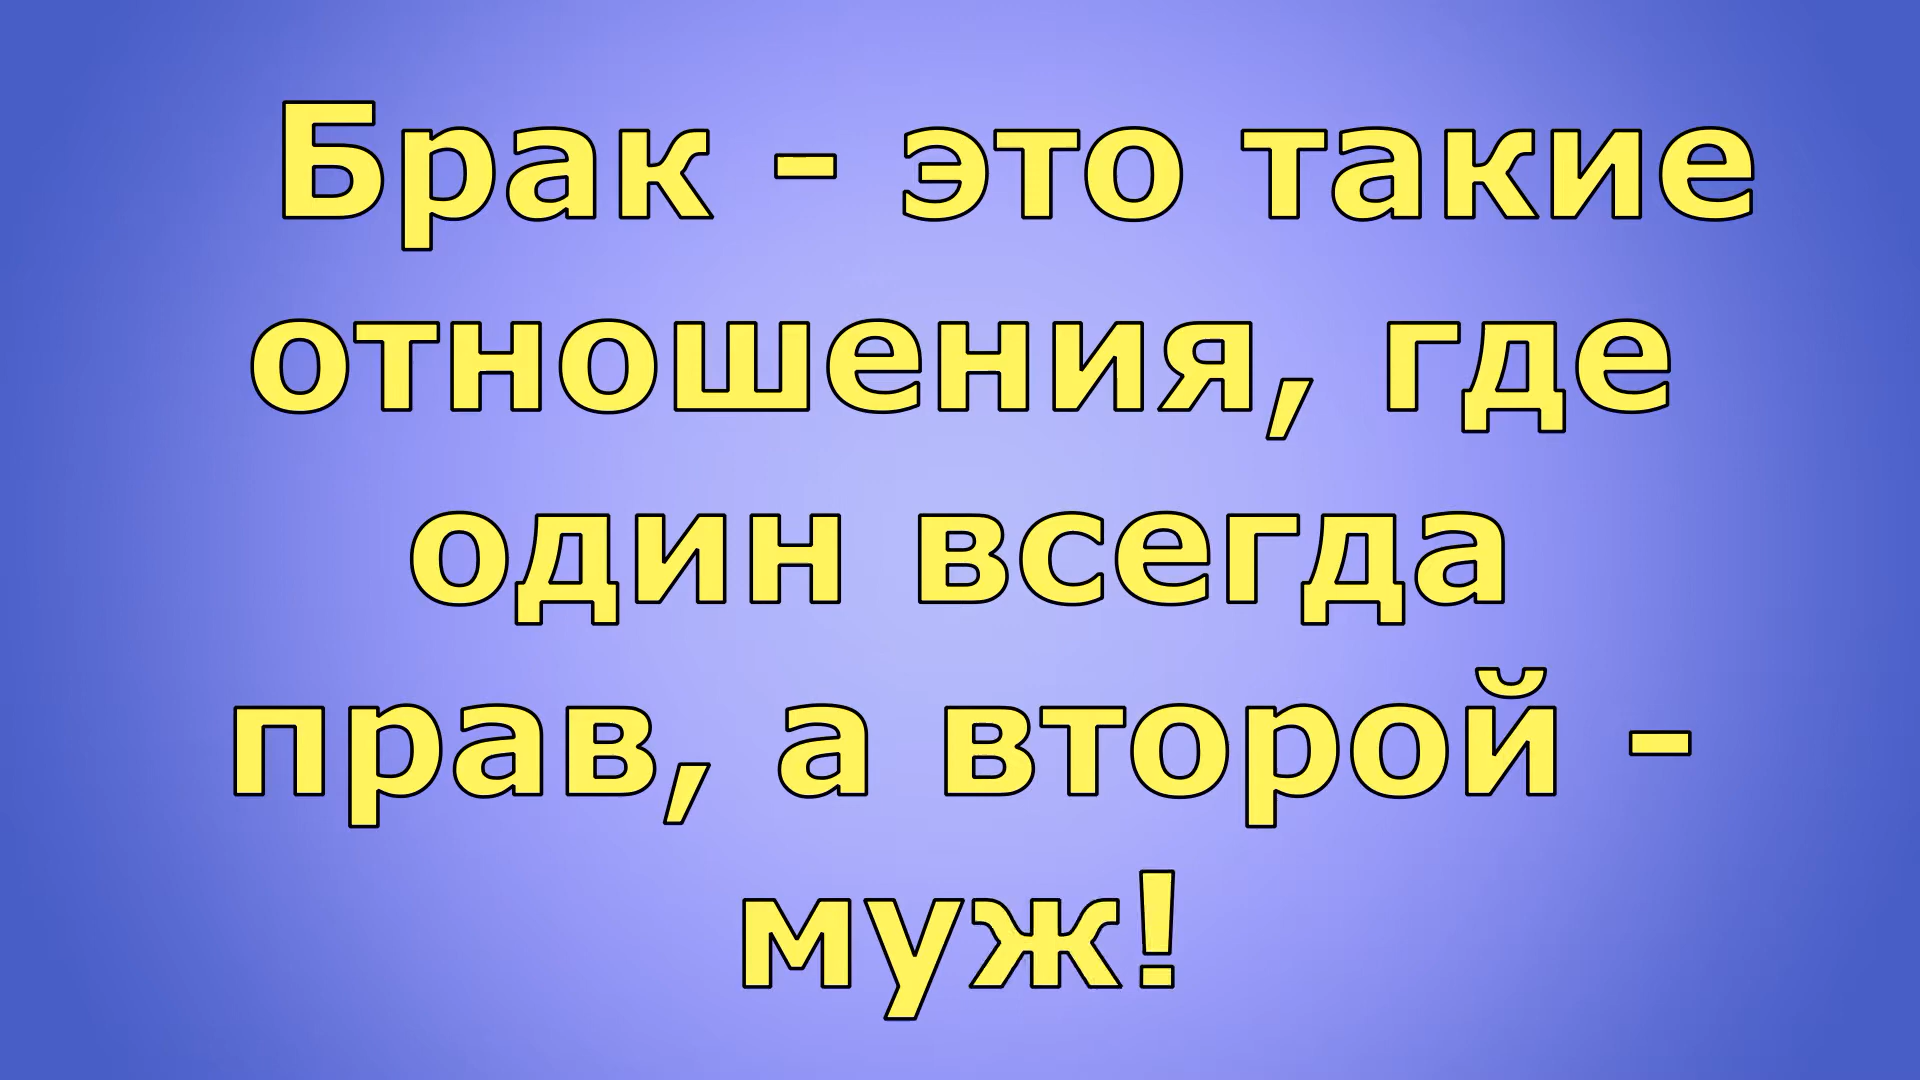 Брак - это такие
отношения, где
один всегда
прав, а второй -
муж!